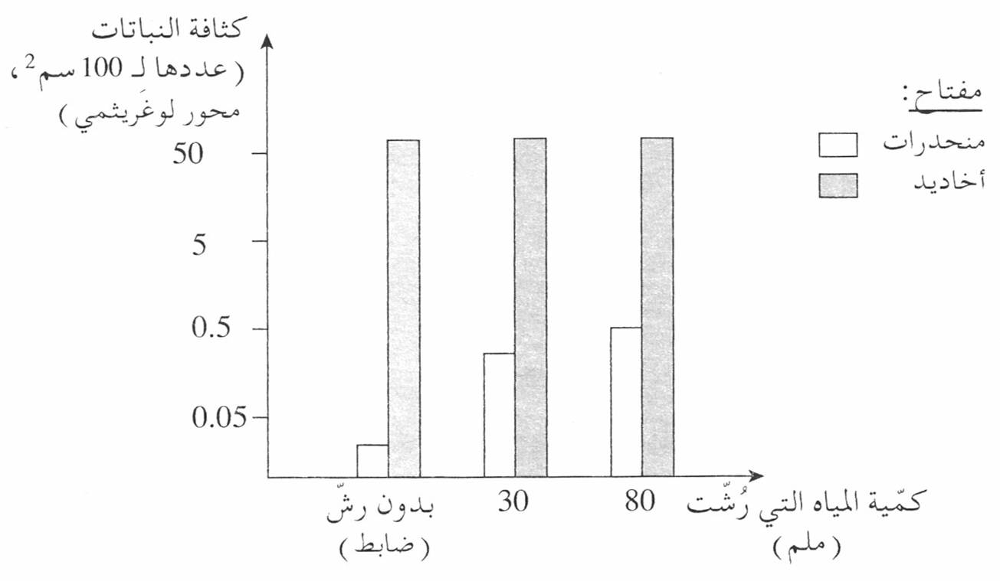 كثافة النباتات
(عددها لـ 100 سم²،
محور لوغَريثمي)
50
5
0.5
0.05
مفتاح:
منحدرات
أخاديد
بدون رشّ
(ضابط)
30
80
كمّية المياه التي رُشّت
(ملم)